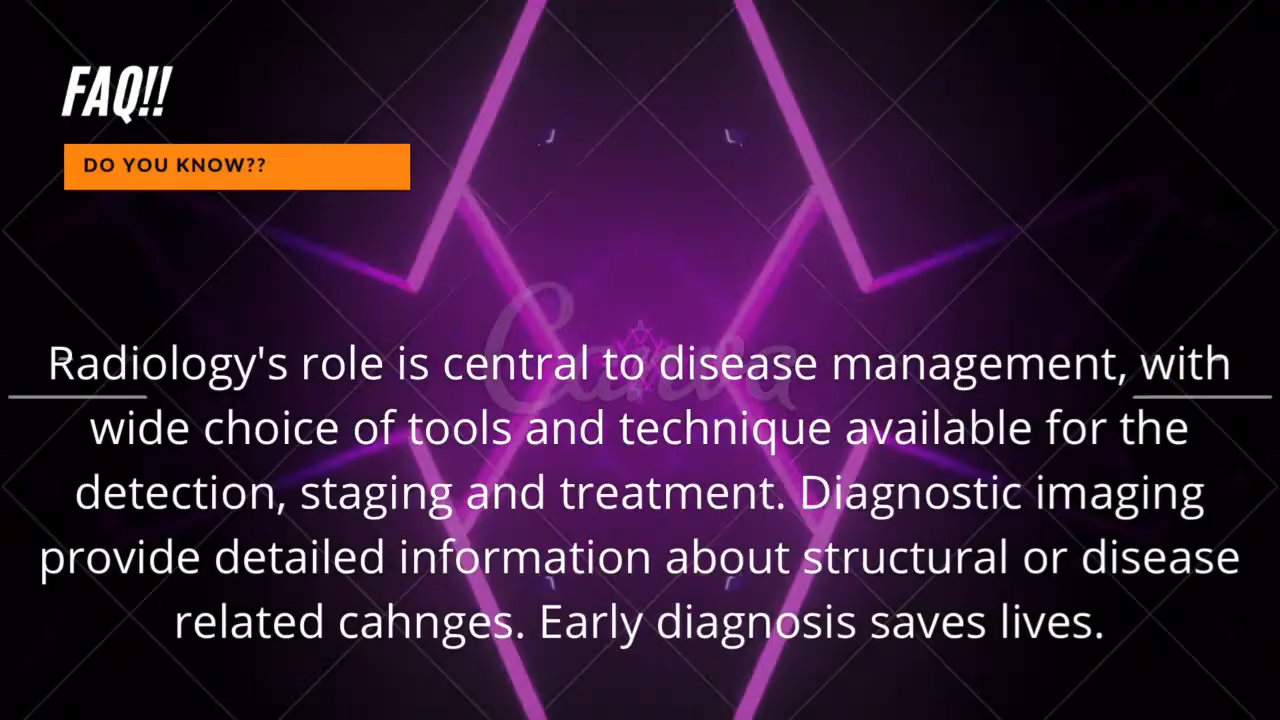 FAQ!!
DO YOU KNOW??
Canva
Radiology's role is central to disease management, with
wide choice of tools and technique available for the
detection, staging and treatment. Diagnostic imaging
provide detailed information about structural or disease
related cahnges. Early diagnosis saves lives.